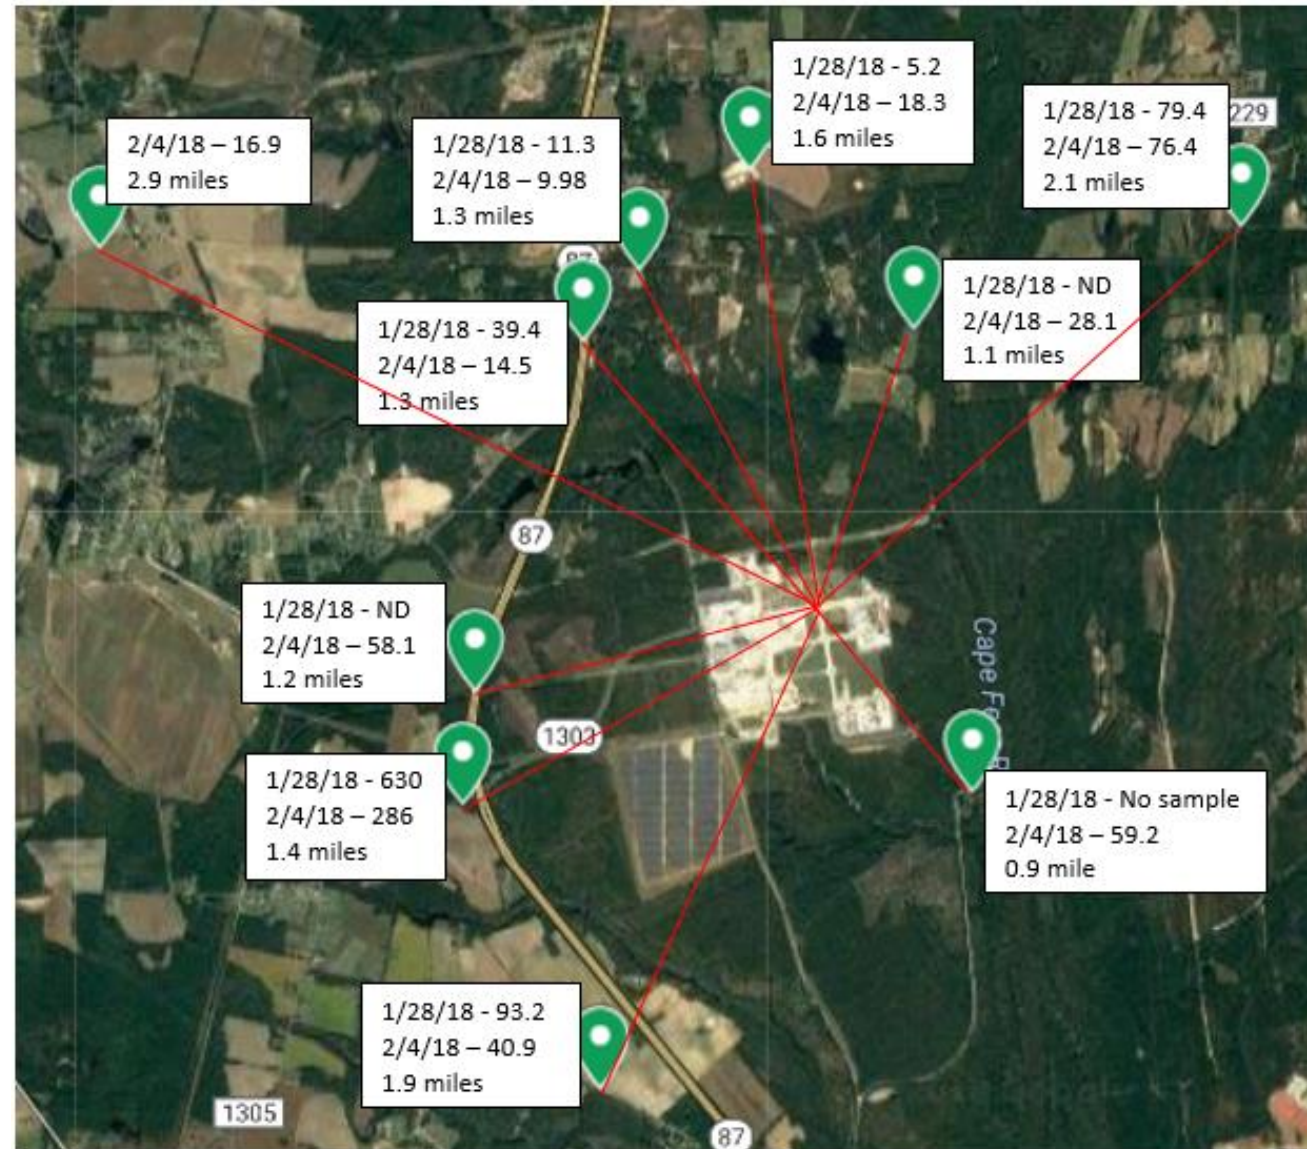 1/28/18 - 5.2
2/4/18 – 18.3
1.6 miles
1/28/18 - 79.4
2/4/18 – 76.4
2.1 miles
229
2/4/18 – 16.9
2.9 miles
1/28/18 - 11.3
2/4/18 – 9.98
1.3 miles
87
1/28/18 - ND
2/4/18 – 28.1
1.1 miles
1/28/18 - 39.4
2/4/18 – 14.5
1.3 miles
87
1/28/18 - ND
2/4/18 – 58.1
1.2 miles
Cape
1303
1/28/18 - 630
2/4/18 – 286
1.4 miles
1/28/18 - No sample
2/4/18 – 59.2
0.9 mile
1/28/18 - 93.2
2/4/18 – 40.9
1.9 miles
1305
87